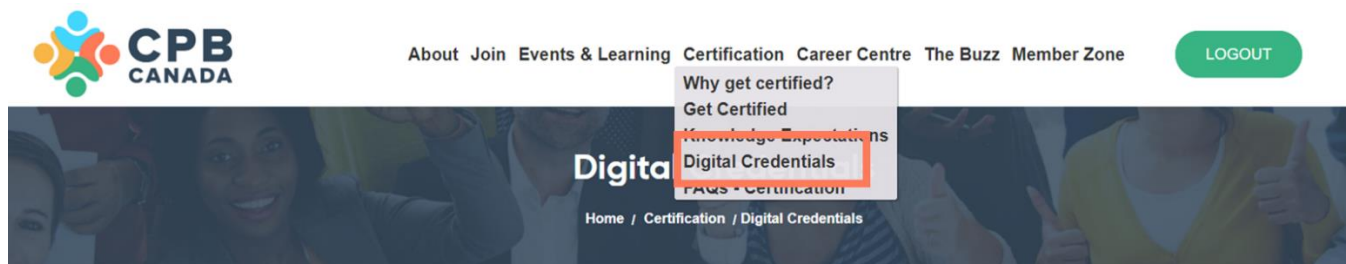 CPB
CANADA
About Join Events & Learning Certification Career Centre The Buzz Member Zone
LOGOUT
Why get certified?
Get Certified
Knowledge Expectations
Digital Credentials
FAQs - Certification
Digital
Home / Certification / Digital Credentials